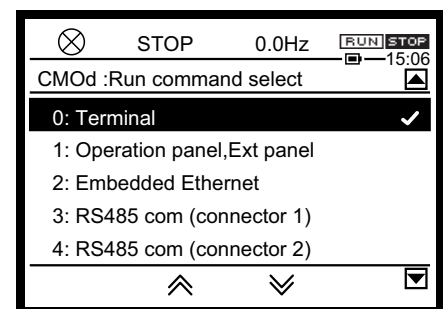 STOP 0.0Hz RUN STOP
15:06
CMOd :Run command select
0: Terminal
1: Operation panel,Ext panel
2: Embedded Ethernet
3: RS485 com (connector 1)
4: RS485 com (connector 2)